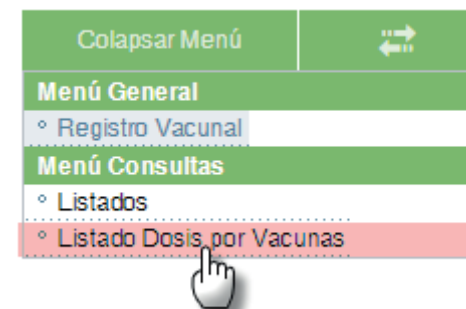 Colapsar Menú
Menú General
Registro Vacunal
Menú Consultas
Listados
Listado Dosis por Vacunas